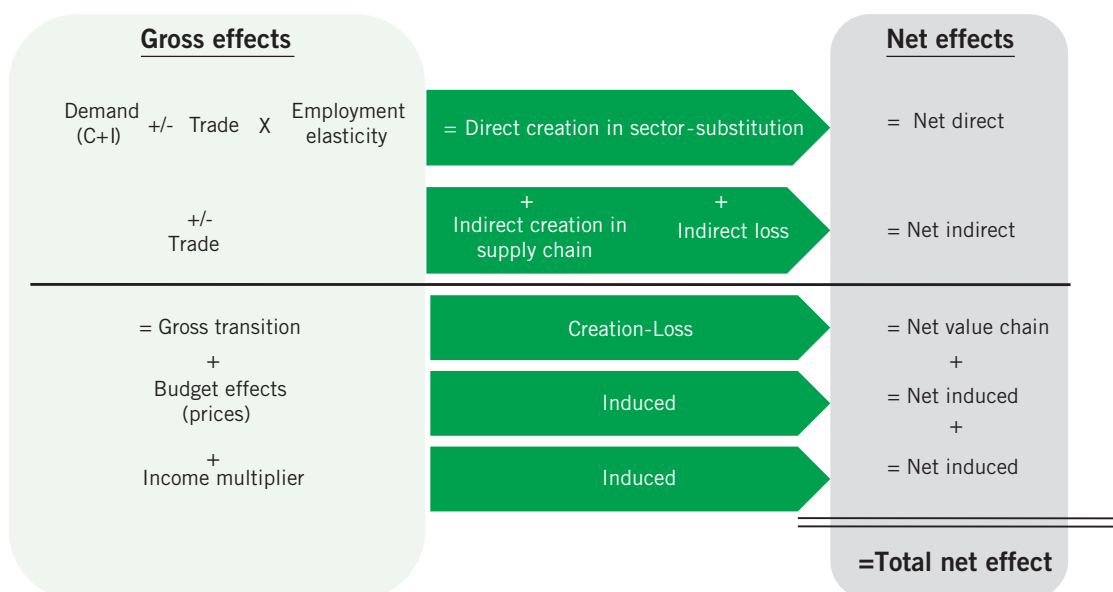 Gross effects
Net effects
Demand
(C+I)
+/- Trade X
Employment
elasticity
= Direct creation in sector-substitution
= Net direct
+/-
Trade
+
Indirect creation in
supply chain
+
Indirect loss
= Net indirect
= Gross transition
Creation-Loss
= Net value chain
+
+
Budget effects
(prices)
Induced
= Net induced
+
+
Income multiplier
Induced
= Net induced
=Total net effect